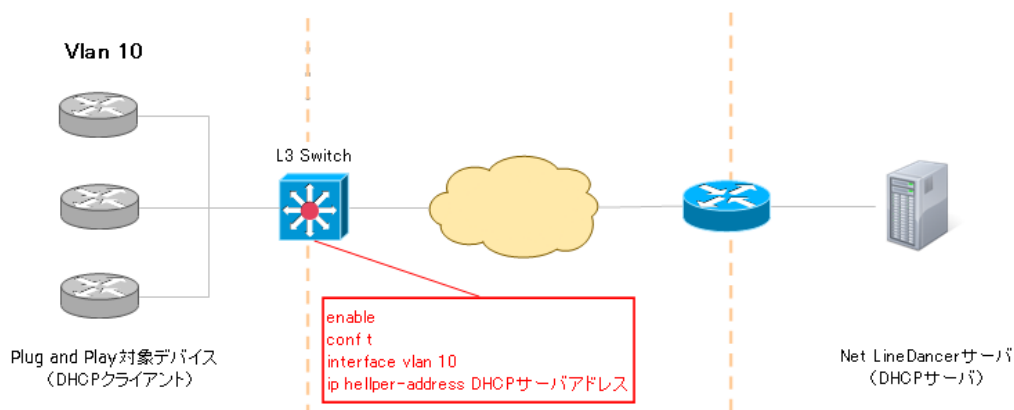 Vlan 10
L3 Switch
enable
conf t
interface vlan 10
ip hellper-address DHCPサーバアドレス
Plug and Play対象デバイス
（DHCPクライアント）
Net LineDancerサーバ
（DHCPサーバ）